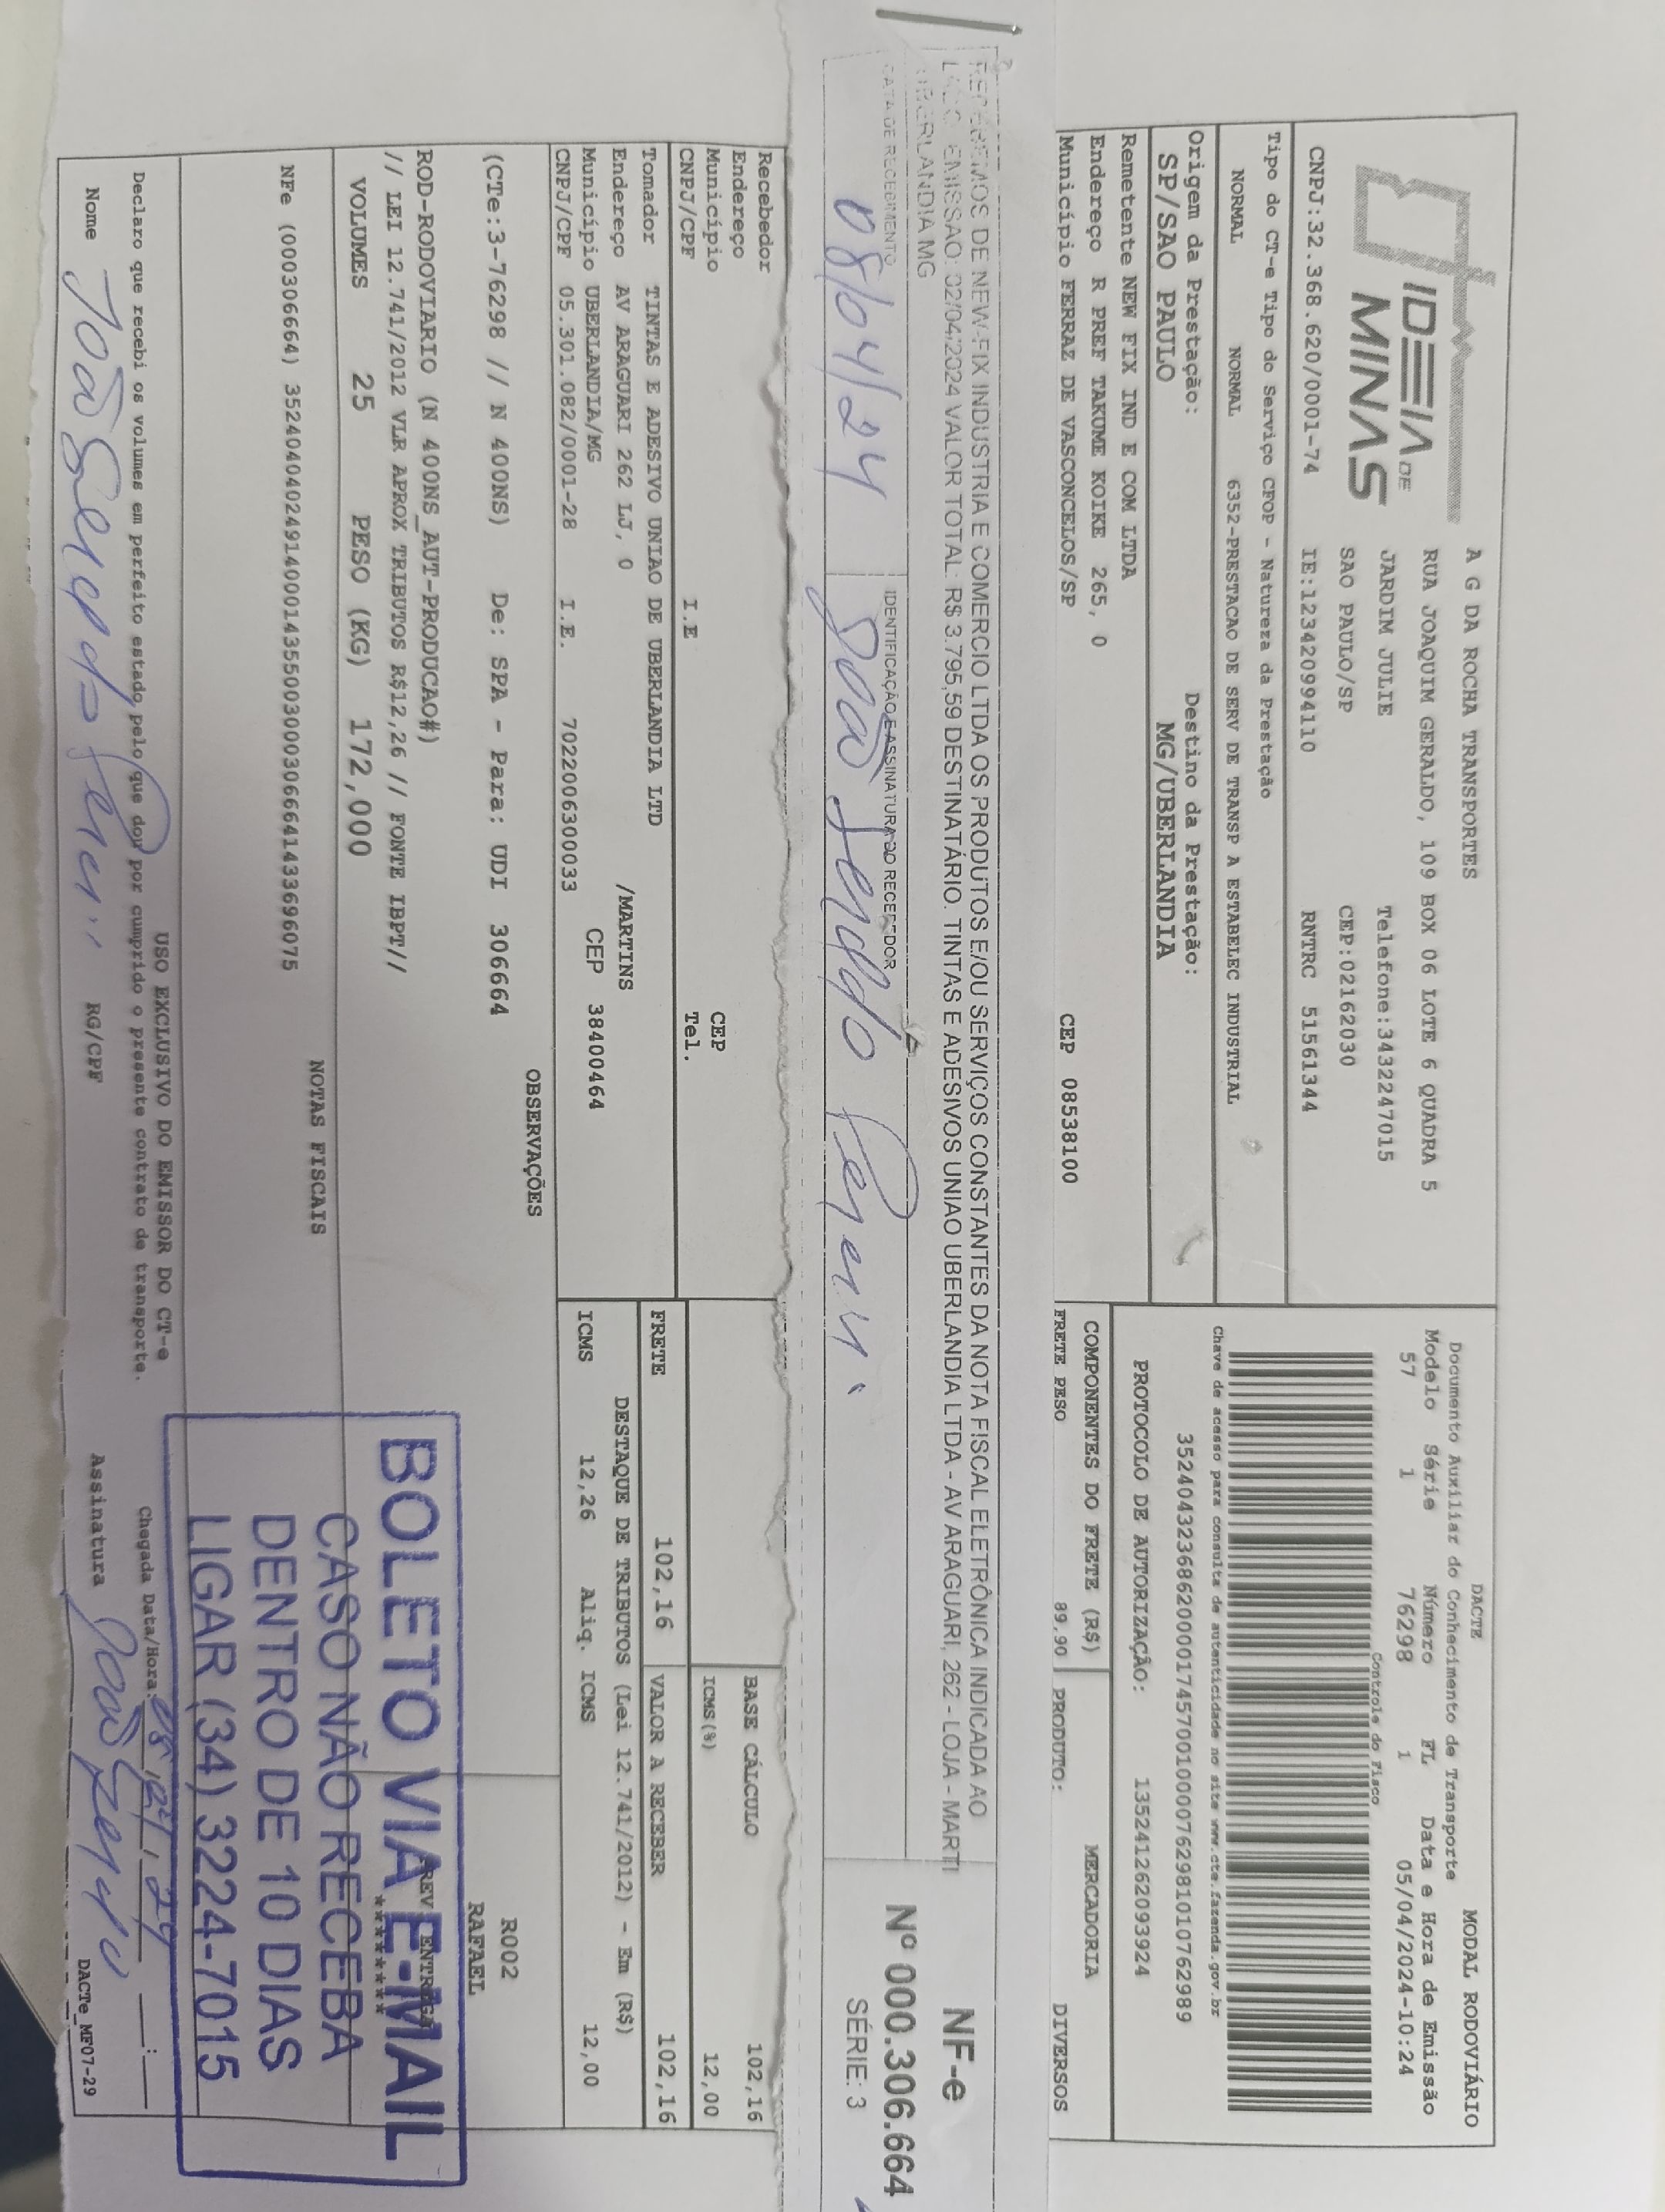 IDEIA DE
MINAS
A G DA ROCHA TRANSPORTES
RUA JOAQUIM GERALDO, 109 BOX 06 LOTE 6 QUADRA 5
JARDIM JULIE Telefone:3432247015
SAO PAULO/SP CEP:02162030
CNPJ:32.368.620/0001-74 IE:123420994110 RNTRC 51561344
Tipo do CT-e Tipo do Serviço CFOP - Natureza da Prestação
NORMAL NORMAL 6352-PRESTACAO DE SERV DE TRANSP A ESTABELEC INDUSTRIAL
Origem da Prestação: Destino da Prestação:
SP/SAO PAULO MG/UBERLANDIA
Remetente NEW FIX IND E COM LTDA
Endereço R PREF TAKUME KOIKE 265, 0
Município FERRAZ DE VASCONCELOS/SP CEP 08538100
DACTE MODAL RODOVIÁRIO
Documento Auxiliar do Conhecimento de Transporte
Modelo Série Número FL Data e Hora de Emissão
57 1 76298 1 05/04/2024-10:24
Controle do Fisco
Chave de acesso para consulta de autenticidade no site www.cte.fazenda.gov.br
35240432368620000174570010000762981010762989
PROTOCOLO DE AUTORIZAÇÃO: 135241262093924
COMPONENTES DO FRETE (R$) MERCADORIA
FRETE PESO 89,90 PRODUTO: DIVERSOS
RECEBEMOS DE NEW FIX INDUSTRIA E COMERCIO LTDA OS PRODUTOS E/OU SERVIÇOS CONSTANTES DA NOTA FISCAL ELETRÔNICA INDICADA AO
EMISSÃO: 02/04/2024 VALOR TOTAL: R$ 3.795,59 DESTINATÁRIO: TINTAS E ADESIVOS UNIAO UBERLANDIA LTDA - AV ARAGUARI, 262 - LOJA - MARTI
UBERLANDIA MG
NF-e
Nº 000.306.664
SÉRIE: 3
DATA DE RECEBIMENTO IDENTIFICAÇÃO E ASSINATURA DO RECEBEDOR
08/04/24 João
Recebedor
Endereço
Município CEP
CNPJ/CPF I.E Tel.
Tomador TINTAS E ADESIVO UNIAO DE UBERLANDIA LTD
Endereço AV ARAGUARI 262 LJ, 0 /MARTINS
Município UBERLANDIA/MG CEP 38400464
CNPJ/CPF 05.301.082/0001-28 I.E. 7022006300033
BASE CÁLCULO 102,16
ICMS(%) 12,00
FRETE 102,16 VALOR A RECEBER 102,16
DESTAQUE DE TRIBUTOS (Lei 12.741/2012) - Em (R$)
ICMS 12,26 Aliq. ICMS 12,00
OBSERVAÇÕES
(CTe:3-76298 // N 400NS) De: SPA - Para: UDI 306664
R002
RAFAEL
ROD-RODOVIARIO (N 400NS_AUT-PRODUCAO#)
// LEI 12.741/2012 VLR APROX TRIBUTOS R$12,26 // FONTE IBPT//
PREV ENTREGA
********
VOLUMES 25 PESO (KG) 172,000
NOTAS FISCAIS
NFe (000306664) 35240404024914000143550030003066641433696075
BOLETO VIA E-MAIL
CASO NÃO RECEBA
DENTRO DE 10 DIAS
LIGAR (34) 3224-7015
USO EXCLUSIVO DO EMISSOR DO CT-e
Declaro que recebi os volumes em perfeito estado pelo que dou por cumprido o presente contrato de transporte. Chegada Data/Hora: 08 /04 / 24 __:__
Nome João RG/CPF Assinatura João
DACTe_MF07-29